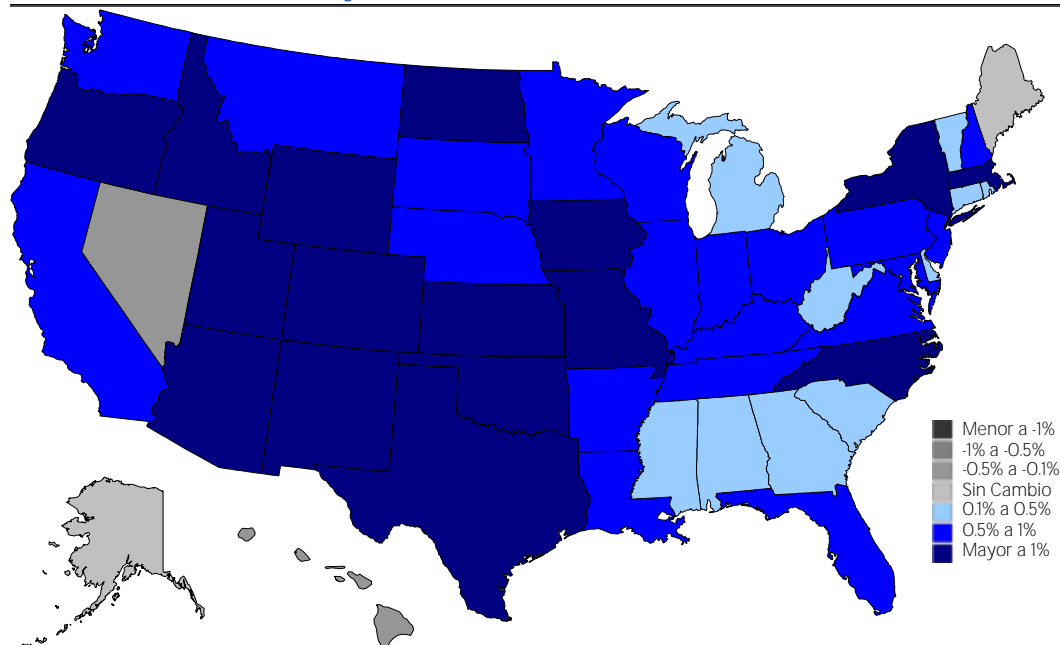 Menor a -1%
-1% a -0.5%
-0.5% a -0.1%
Sin Cambio
0.1% a 0.5%
0.5% a 1%
Mayor a 1%